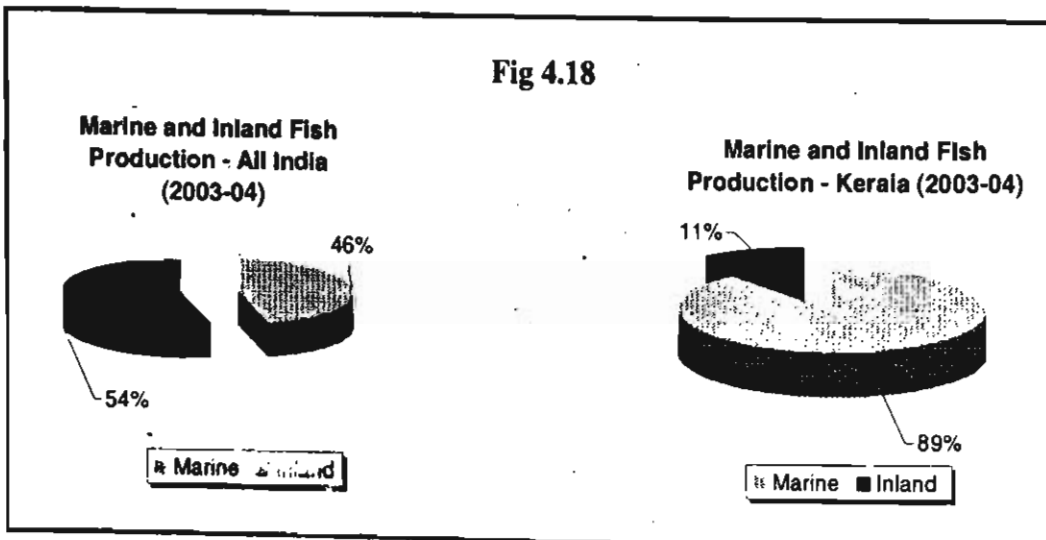 Fig 4.18
Marine and Inland Fish
Production - All India
(2003-04)
46%
54%
Marine Inland
Marine and Inland Fish
Production - Kerala (2003-04)
11%
89%
Marine Inland